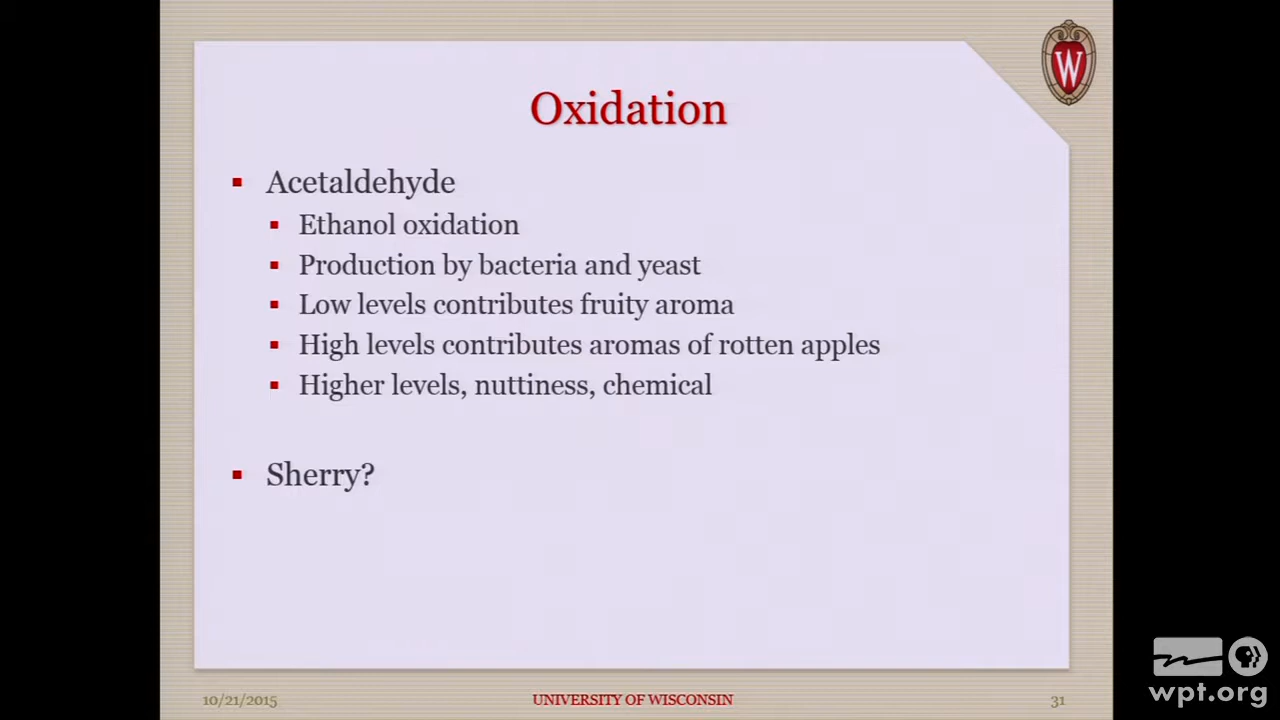 W
Oxidation
Acetaldehyde
Ethanol oxidation
Production by bacteria and yeast
Low levels contributes fruity aroma
High levels contributes aromas of rotten apples
Higher levels, nuttiness, chemical
Sherry?
10/21/2015
UNIVERSITY OF WISCONSIN
31
wpt.org